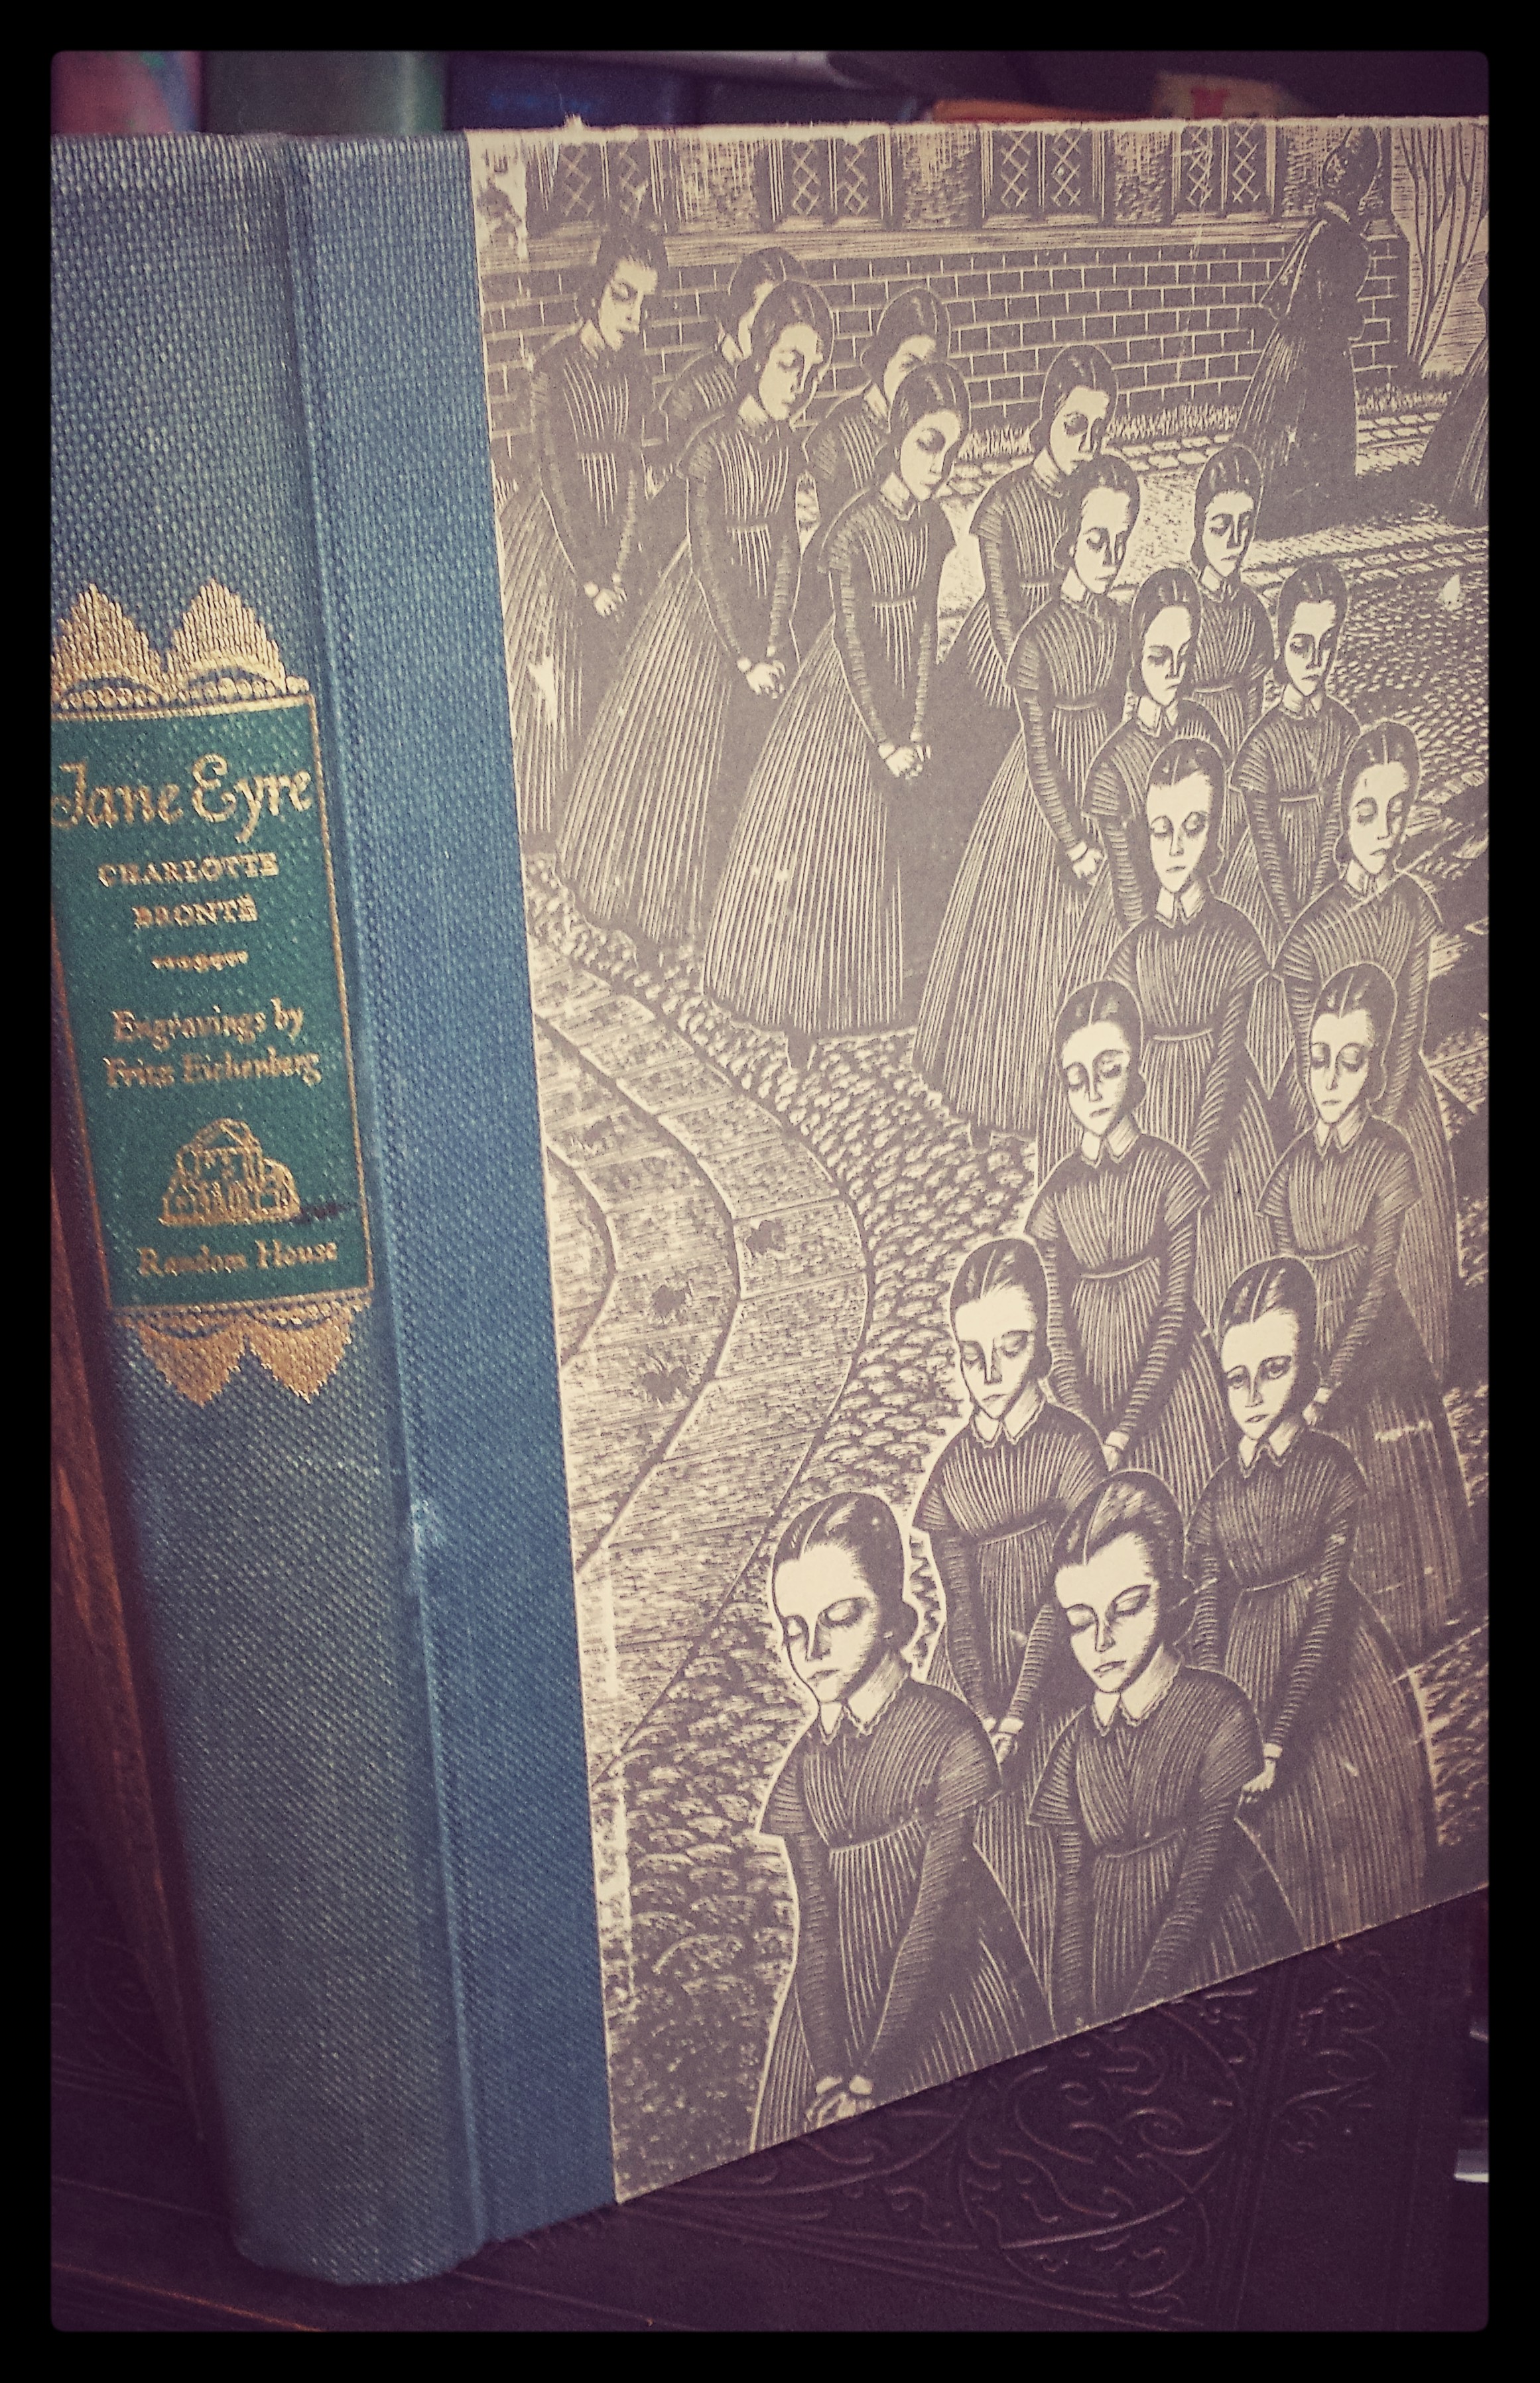 Jane Eyre
CHARLOTTE
BRONTË
Engravings by
Fritz Eichenberg
Random House